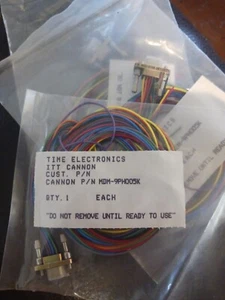 TIME ELECTRONICS
ITT CANNON
CUST. P/N
CANNON P/N MDM-9PH005K
QTY. 1 EACH
"DO NOT REMOVE UNTIL READY TO USE"